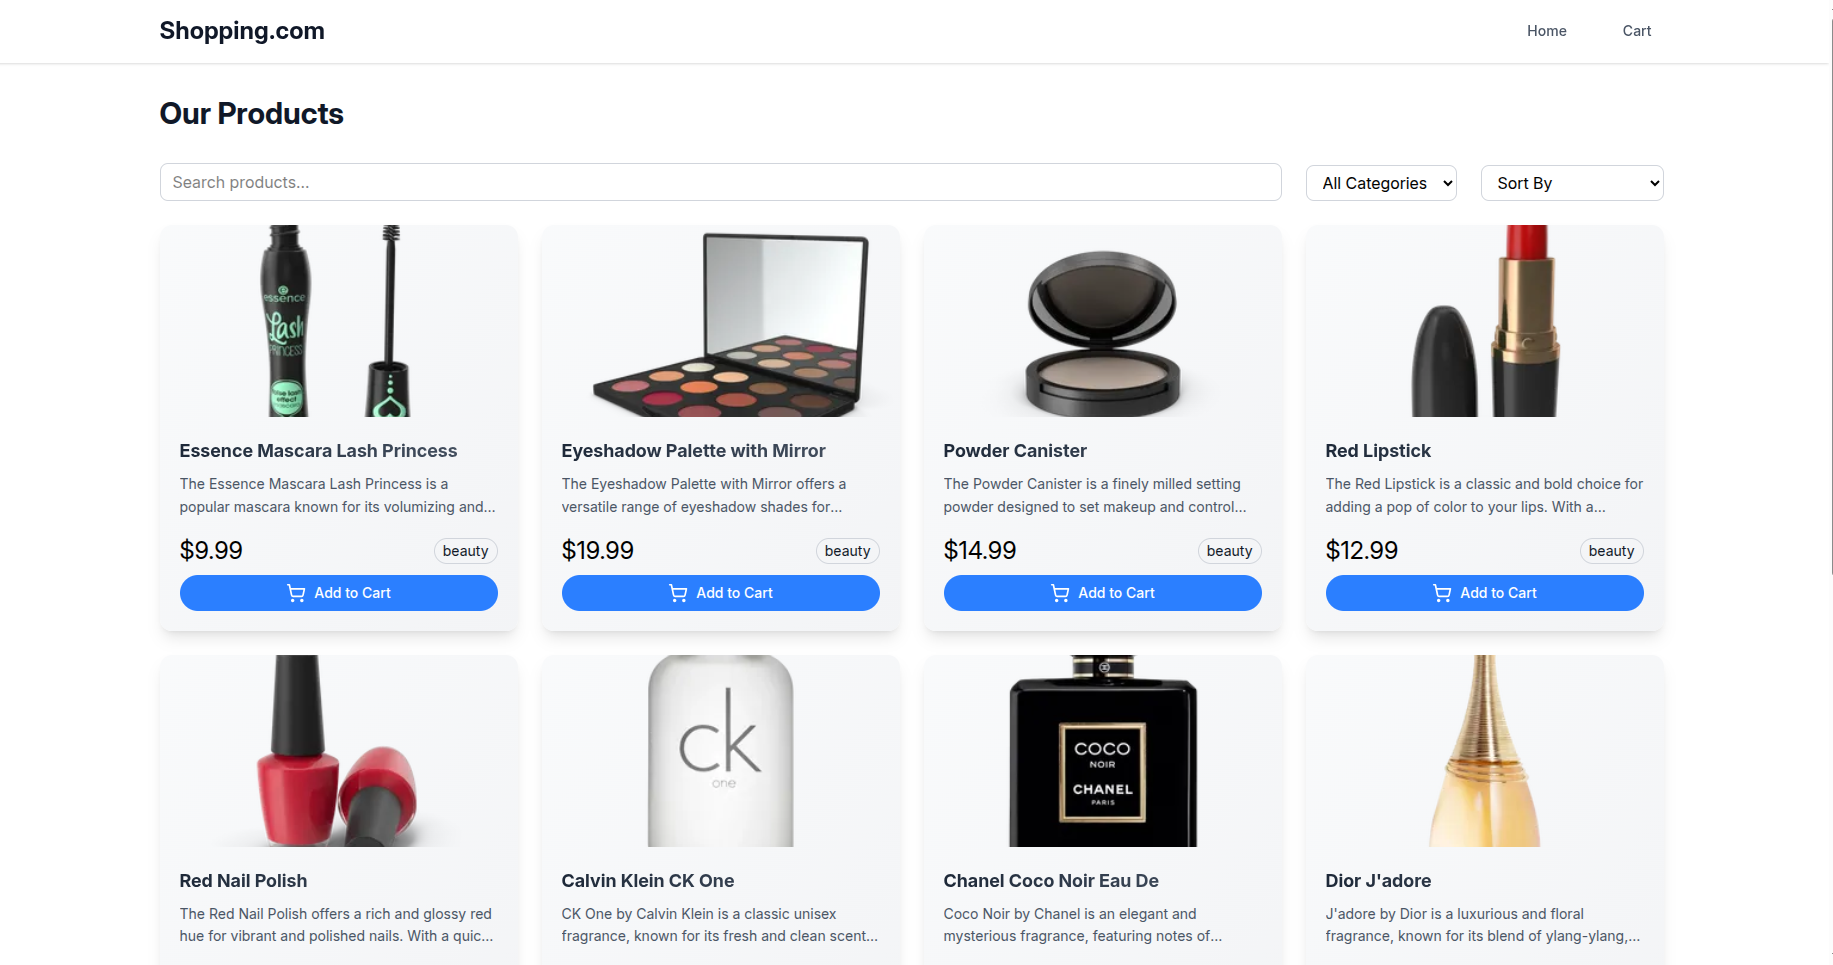 Shopping.com
Home
Cart
Our Products
Search products...
All Categories
Sort By
essence
Lash
PRINCESS
false lash
effect
Essence Mascara Lash Princess
The Essence Mascara Lash Princess is a
popular mascara known for its volumizing and...
$9.99
beauty
Add to Cart
Eyeshadow Palette with Mirror
The Eyeshadow Palette with Mirror offers a
versatile range of eyeshadow shades for...
$19.99
beauty
Add to Cart
Powder Canister
The Powder Canister is a finely milled setting
powder designed to set makeup and control...
$14.99
beauty
Add to Cart
Red Lipstick
The Red Lipstick is a classic and bold choice for
adding a pop of color to your lips. With a...
$12.99
beauty
Add to Cart
Red Nail Polish
The Red Nail Polish offers a rich and glossy red
hue for vibrant and polished nails. With a quic...
ck
one
Calvin Klein CK One
CK One by Calvin Klein is a classic unisex
fragrance, known for its fresh and clean scent...
COCO
NOIR
CHANEL
PARIS
Chanel Coco Noir Eau De
Coco Noir by Chanel is an elegant and
mysterious fragrance, featuring notes of...
Dior J'adore
J'adore by Dior is a luxurious and floral
fragrance, known for its blend of ylang-ylang,...